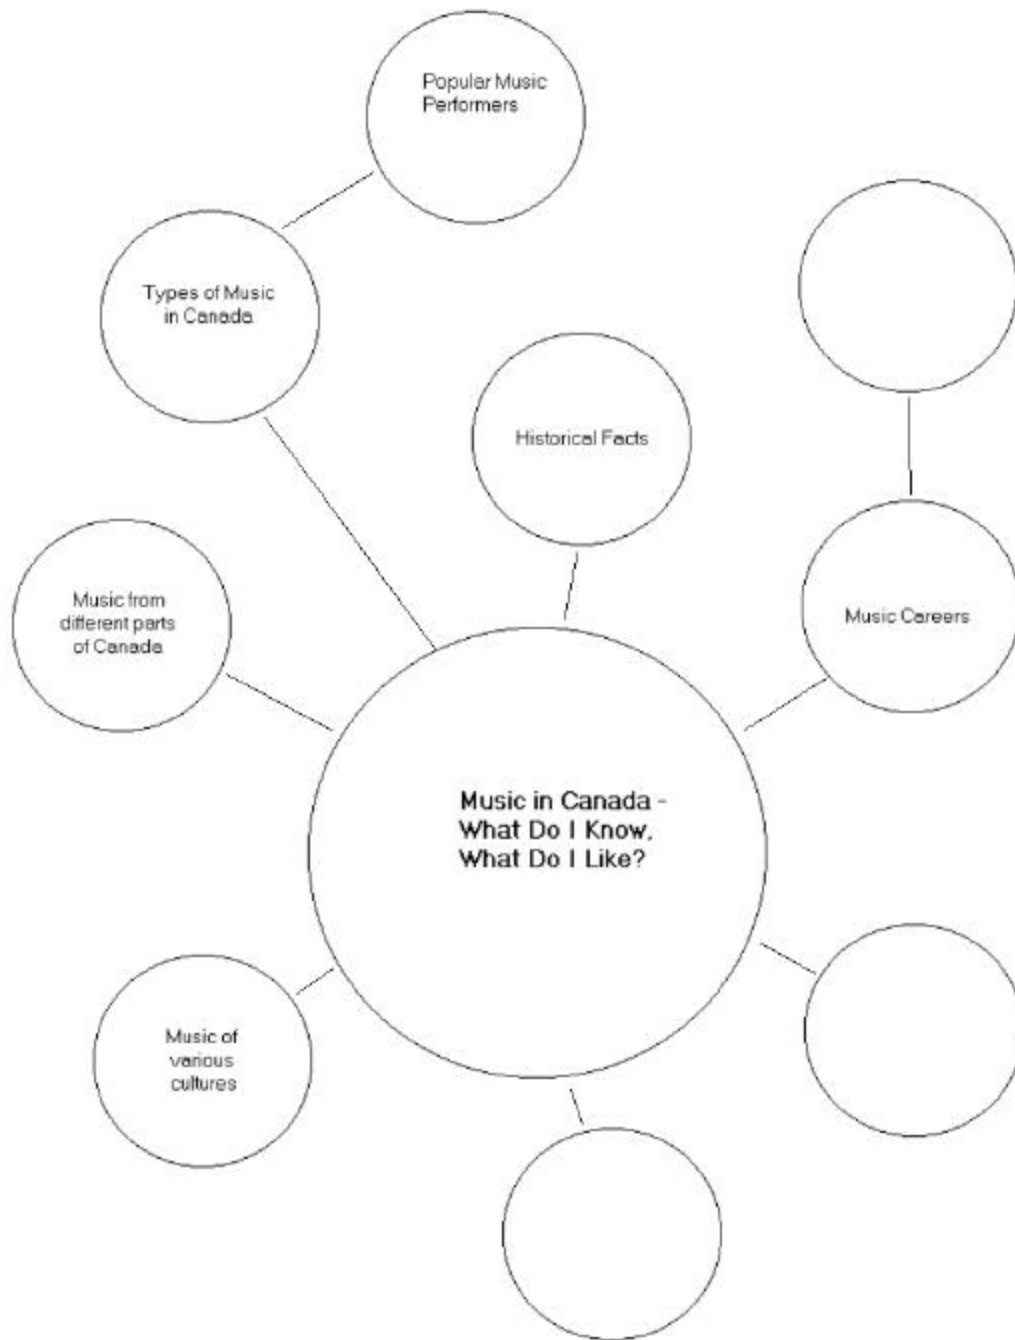 Popular Music
Performers
Types of Music
in Canada
Historical Facts
Music from
different parts
of Canada
Music Careers
Music in Canada -
What Do I Know,
What Do I Like?
Music of
various
cultures